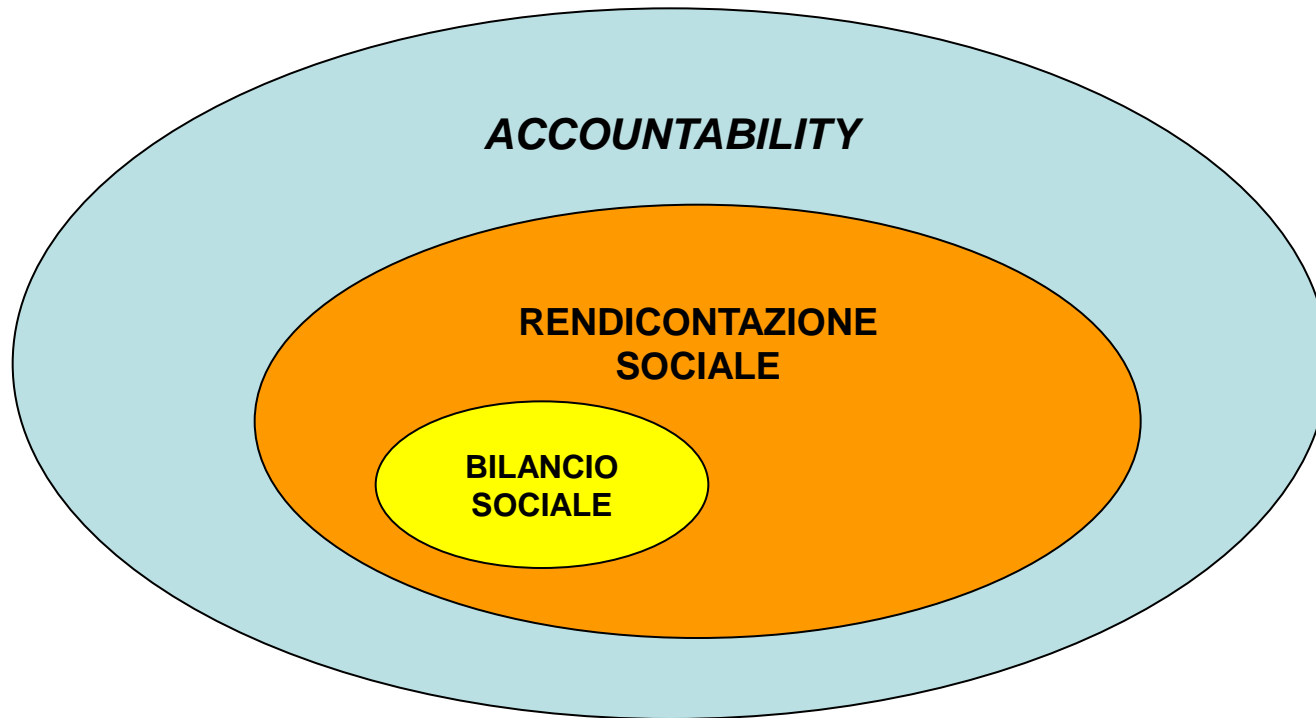 ACCOUNTABILITY
RENDICONTAZIONE
SOCIALE
BILANCIO
SOCIALE